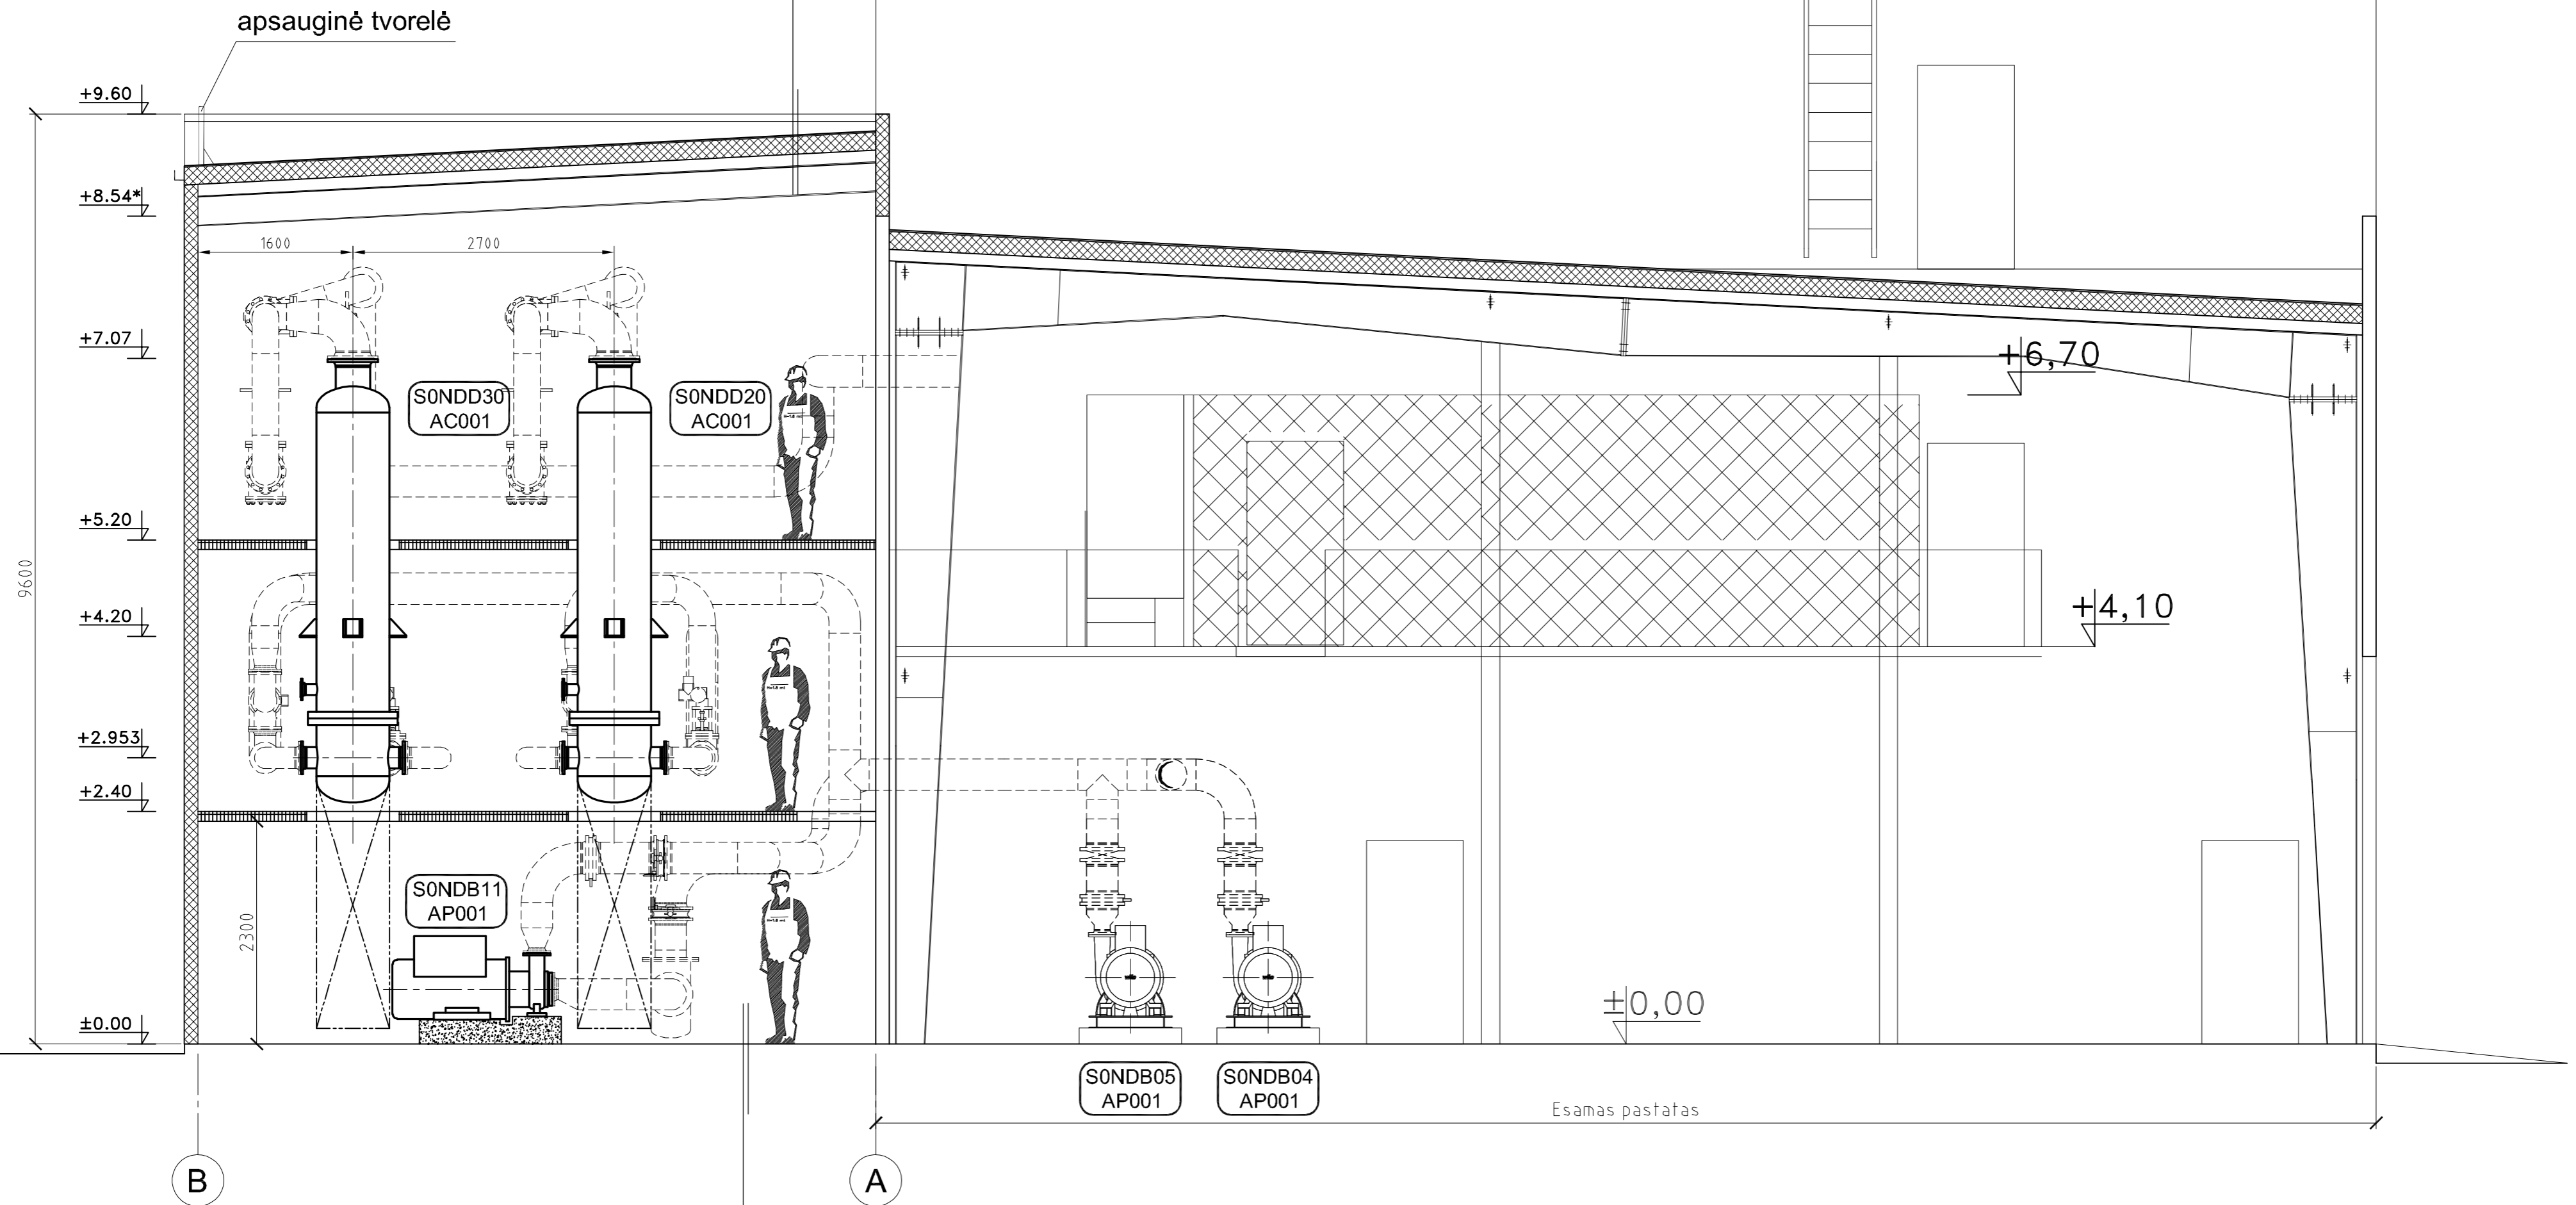 apsauginė tvorelė
+9.60
+8.54*
1600
2700
+7.07
+6,70
S0NDD30
AC001
S0NDD20
AC001
+5.20
9600
+4.20
+4,10
+2.953
+2.40
S0NDB11
AP001
2300
±0.00
±0,00
S0NDB05
AP001
S0NDB04
AP001
Esamas pastatas
B
A